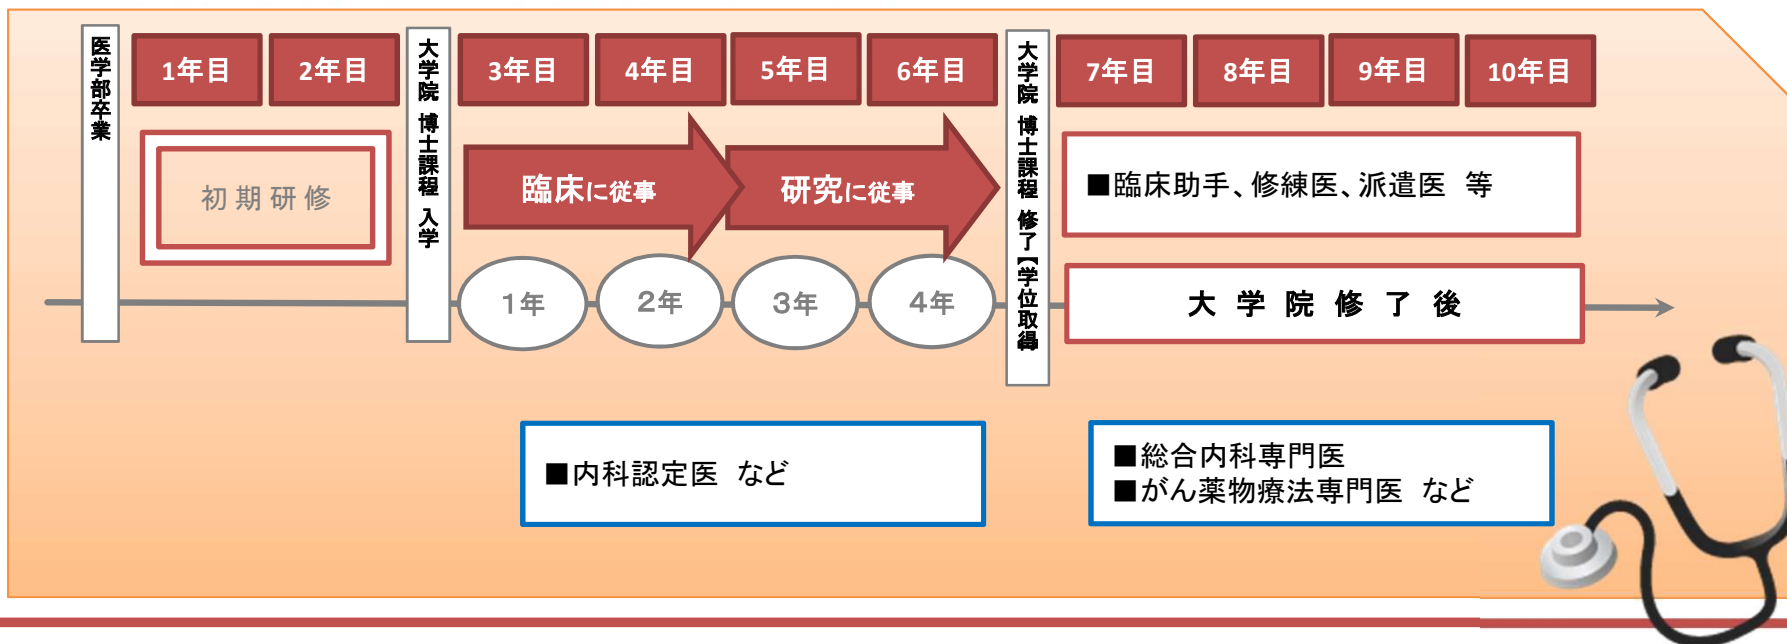 医学部卒業
1年目
2年目
大学院 博士課程 入学
3年目
4年目
5年目
6年目
大学院 博士課程 修了【学位取得】
7年目
8年目
9年目
10年目
初期研修
臨床に従事
研究に従事
■臨床助手、修練医、派遣医 等
1年
2年
3年
4年
大学院修了後
■内科認定医 など
■総合内科専門医
■がん薬物療法専門医 など